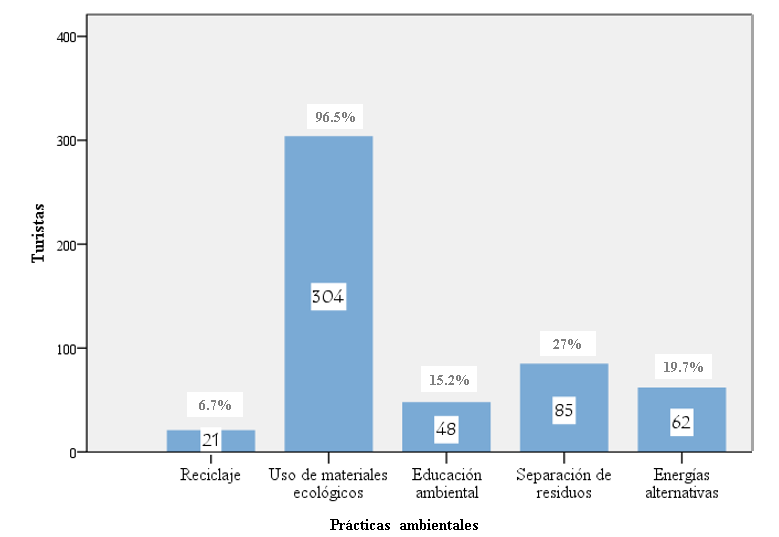 400
300
200
100
0
Turistas
96.5%
304
27%
19.7%
15.2%
6.7%
85
62
48
21
Reciclaje
Uso de materiales
ecológicos
Educación
ambiental
Separación de
residuos
Energías
alternativas
Prácticas ambientales